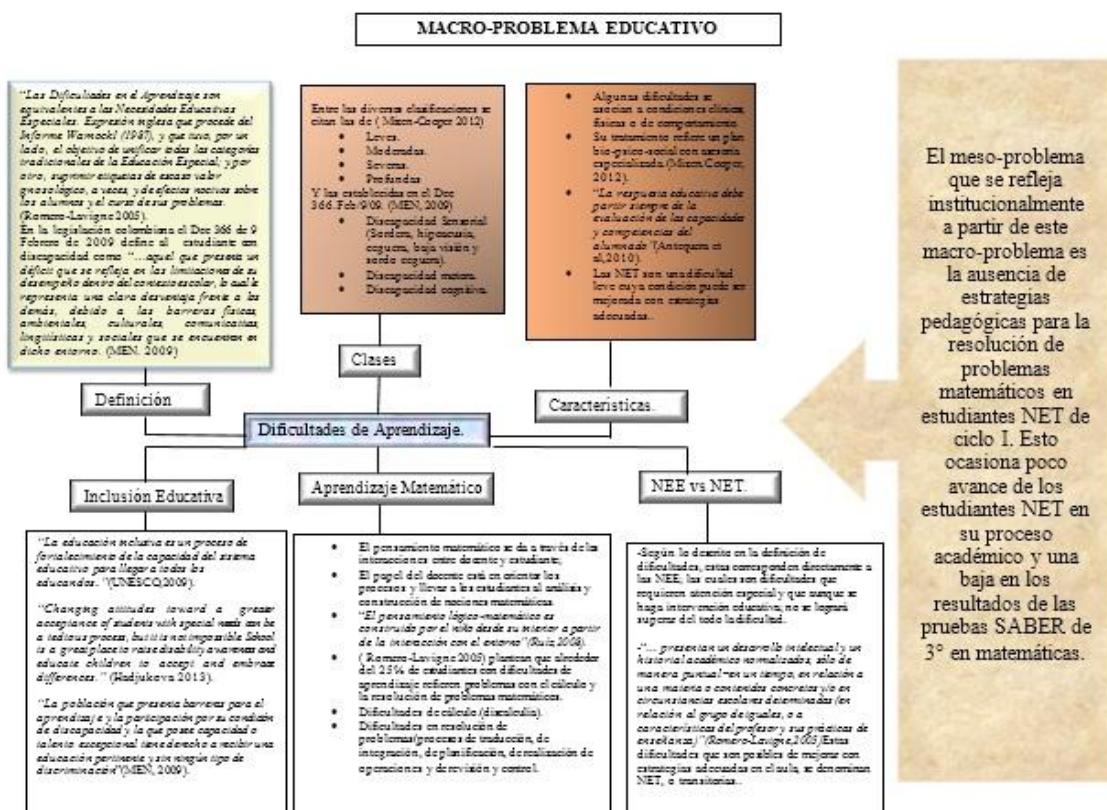 MACRO-PROBLEMA EDUCATIVO
"Las Dificultades en el Aprendizaje son
equivalentes a las Necesidades Educativas
Especiales. Expresión inglesa que procede del
Informe Warnockl (1987), y que tuvo, por un
lado, el objetivo de unificar todas las categorías
tradicionales de la Educación Especial; y por
otro, suprimir etiquetas de escaso valor
gnosológico, a veces, y de efectos nocivos sobre
los alumnos y el curso de sus problemas.
(Romero-Lavigne 2005).
En la legislación colombiana el Dec 366 de 9
Febrero de 2009 define al estudiante con
discapacidad como "...aquel que presenta un
déficit que se refleja en las limitaciones de su
desempeño dentro del contexto escolar, lo cual le
representa una clara desventaja frente a los
demás, debido a las barreras físicas,
ambientales, culturales, comunicativas,
lingüísticas y sociales que se encuentran en
dicho entorno. (MEN. 2009)
Entre las diversas clasificaciones se
citan las de ( Mizen-Cooper 2012)
• Leves.
• Moderadas.
• Severas.
• Profundas
Y las establecidas en el Dec
366. Feb/9/09. (MEN, 2009)
• Discapacidad Sensorial
(Sordera, hipoacusia,
ceguera, baja visión y
sordo ceguera).
• Discapacidad motora.
• Discapacidad cognitiva.
• Algunas dificultades se
asocian a condiciones clínicas,
físicas o de comportamiento.
• Su tratamiento refiere un plan
bio-psico-social con asesoría
especializada (Mizen.Cooper,
2012).
• "La respuesta educativa debe
partir siempre de la
evaluación de las capacidades
y competencias del
alumnado"(Antequera et
al,2010).
• Las NET son una dificultad
leve cuya condición puede ser
mejorada con estrategias
adecuadas..
Definición
Clases
Características.
Dificultades de Aprendizaje.
Inclusión Educativa
Aprendizaje Matemático
NEE vs NET.
"La educación inclusiva es un proceso de
fortalecimiento de la capacidad del sistema
educativo para llegar a todos los
educandos."(UNESCO,2009).
"Changing attitudes toward a greater
acceptance of students with special needs can be
a tedious process, but it is not impossible School
is a great place to raise disability awareness and
educate children to accept and embrace
differences." (Hadjukova 2013).
"La población que presenta barreras para el
aprendizaje y la participación por su condición
de discapacidad y la que posee capacidad o
talento excepcional tiene derecho a recibir una
educación pertinente y sin ningún tipo de
discriminación"(MEN, 2009).
• El pensamiento matemático se da a través de las
interacciones entre docente y estudiante,
• El papel del docente está en orientar los
procesos y llevar a los estudiantes al análisis y
construcción de nociones matemáticas.
• "El pensamiento lógico-matemático es
construido por el niño desde su interior a partir
de la interacción con el entorno"(Ruiz, 2008).
• ( Romero-Lavigne 2005) plantean que alrededor
del 25% de estudiantes con dificultades de
aprendizaje refieren problemas con el cálculo y
la resolución de problemas matemáticos.
• Dificultades de cálculo (discalculia).
• Dificultades en resolución de
problemas(procesos de traducción, de
integración, de planificación, de realización de
operaciones y de revisión y control.
-Según lo descrito en la definición de
dificultades, estas corresponden directamente a
las NEE, las cuales son dificultades que
requieren atención especial y que aunque se
haga intervención educativa, no se logrará
superar del todo la dificultad.
-"... presentan un desarrollo intelectual y un
historial académico normalizados, sólo de
manera puntual –en un tiempo, en relación a
una materia o contenidos concretos y/o en
circunstancias escolares determinadas (en
relación al grupo de iguales, o a
características del profesor y sus prácticas de
enseñanza)"(Romero-Lavigne,2005)Estas
dificultades que son posibles de mejorar con
estrategias adecuadas en el aula, se denominan
NET, o transitorias..
El meso-problema
que se refleja
institucionalmente
a partir de este
macro-problema es
la ausencia de
estrategias
pedagógicas para la
resolución de
problemas
matemáticos en
estudiantes NET de
ciclo I. Esto
ocasiona poco
avance de los
estudiantes NET en
su proceso
académico y una
baja en los
resultados de las
pruebas SABER de
3° en matemáticas.